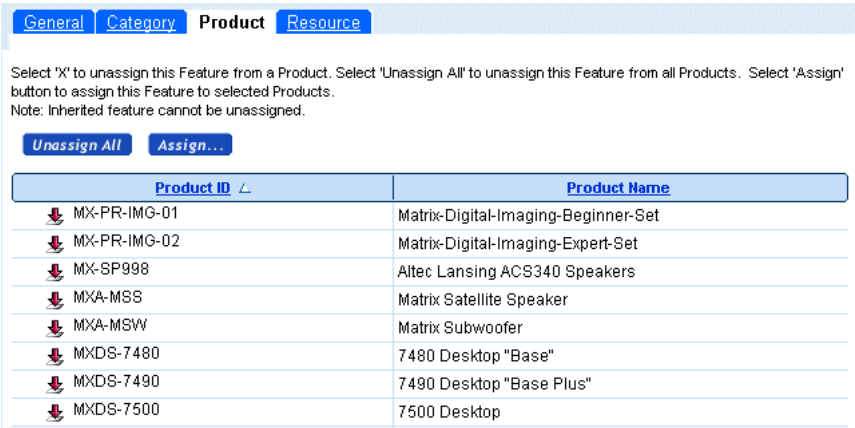 General Category Product Resource
Select 'X' to unassign this Feature from a Product. Select 'Unassign All' to unassign this Feature from all Products. Select 'Assign'
button to assign this Feature to selected Products.
Note: Inherited feature cannot be unassigned.
Unassign All Assign...
Product ID Product Name
MX-PR-IMG-01 Matrix-Digital-Imaging-Beginner-Set
MX-PR-IMG-02 Matrix-Digital-Imaging-Expert-Set
MX-SP998 Altec Lansing ACS340 Speakers
MXA-MSS Matrix Satellite Speaker
MXA-MSW Matrix Subwoofer
MXDS-7480 7480 Desktop "Base"
MXDS-7490 7490 Desktop "Base Plus"
MXDS-7500 7500 Desktop